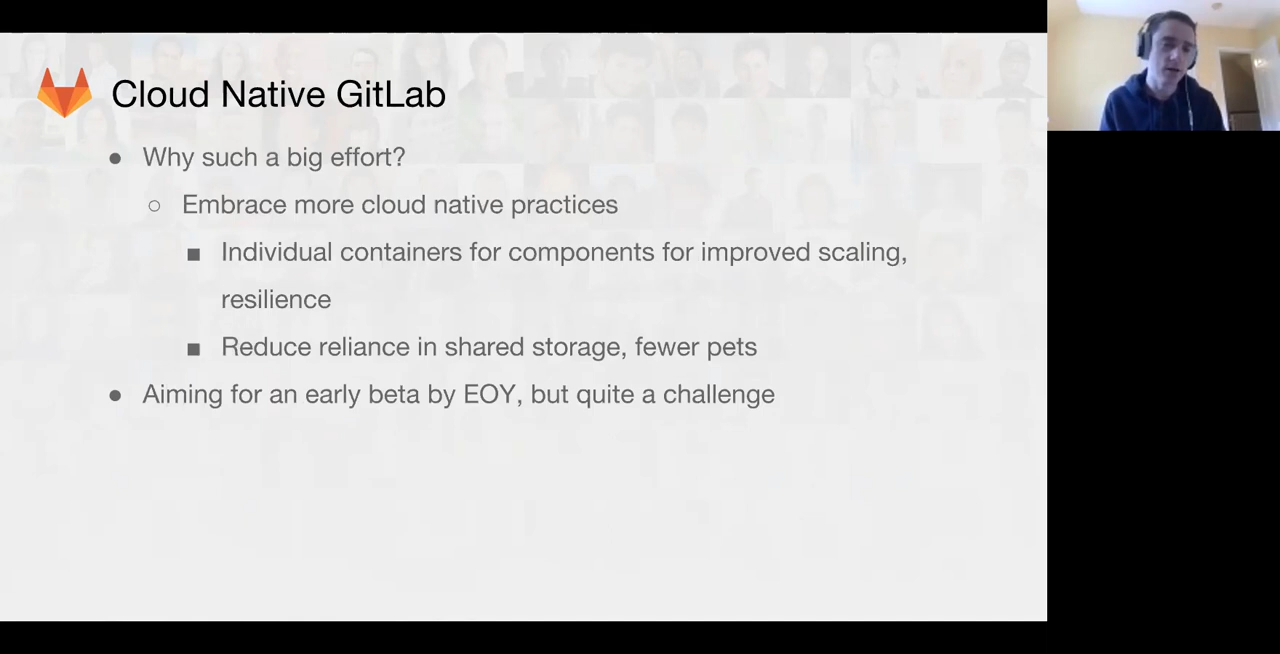 Cloud Native GitLab
● Why such a big effort?
○ Embrace more cloud native practices
■ Individual containers for components for improved scaling,
resilience
■ Reduce reliance in shared storage, fewer pets
● Aiming for an early beta by EOY, but quite a challenge